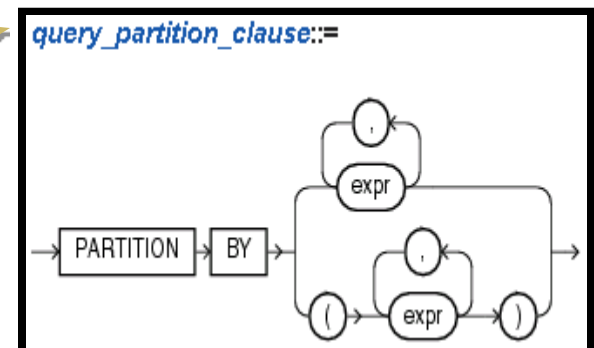 query_partition_clause::=
,
expr
PARTITION BY
,
( expr )